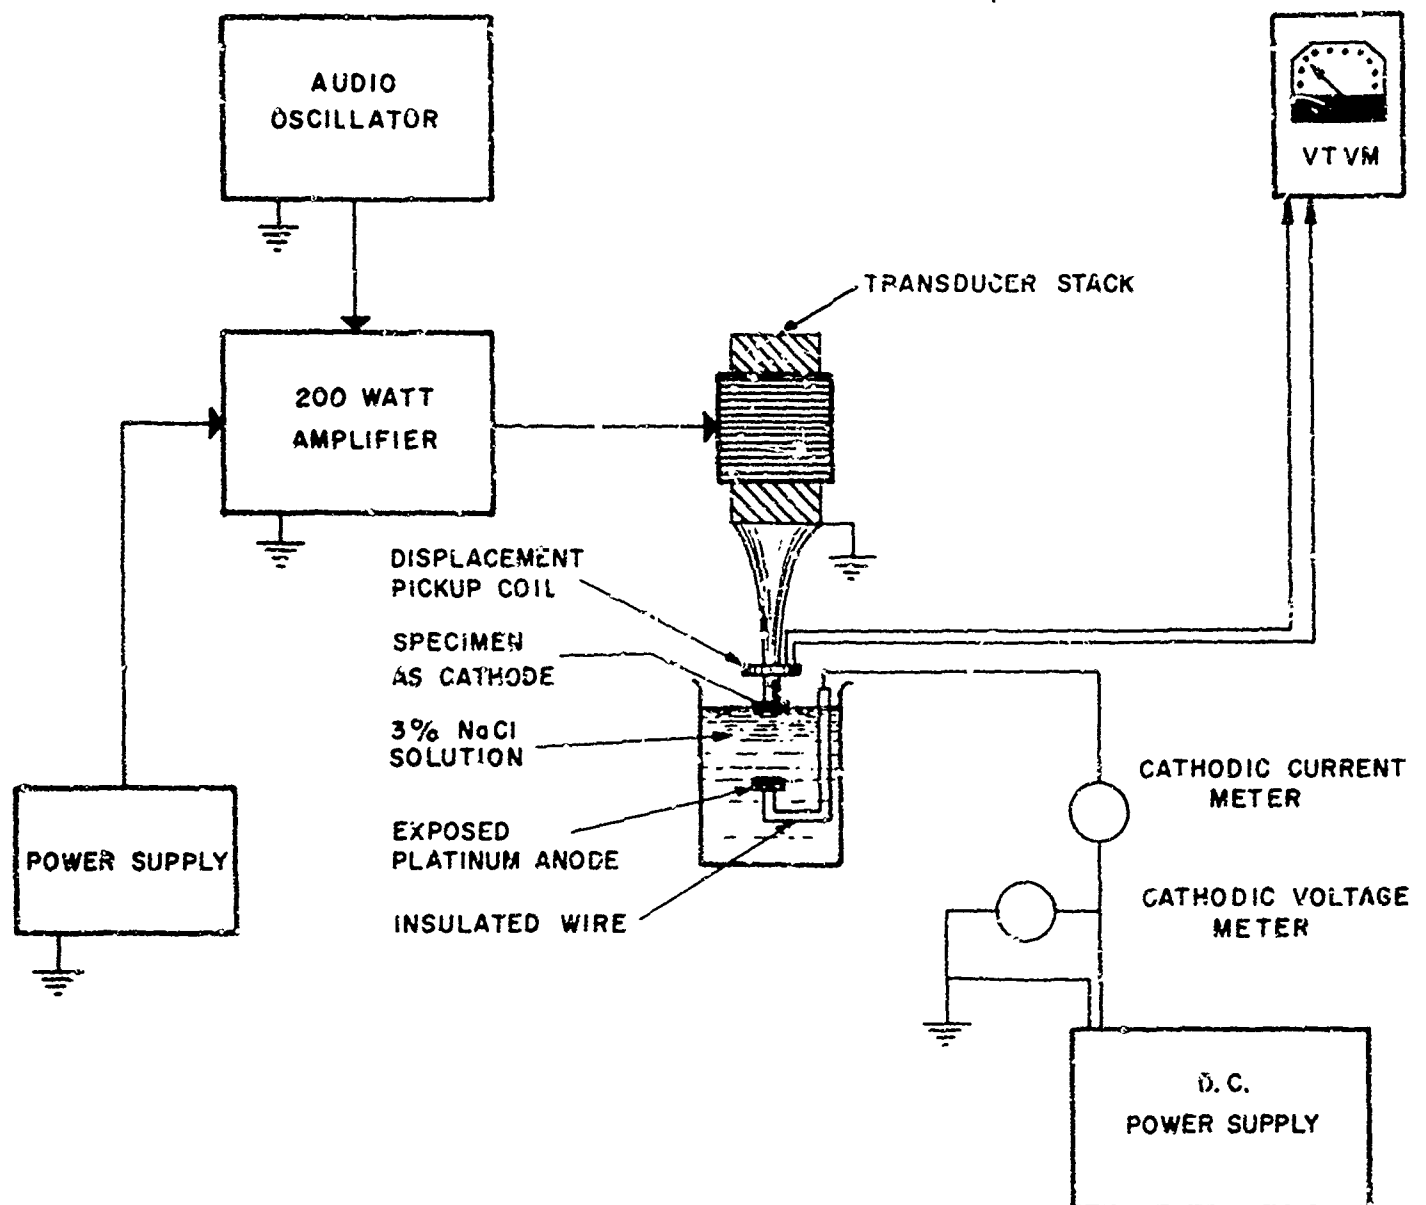 AUDIO
OSCILLATOR
VTVM
TRANSDUCER STACK
200 WATT
AMPLIFIER
DISPLACEMENT
PICKUP COIL
SPECIMEN
AS CATHODE
3% NaCl
SOLUTION
EXPOSED
PLATINUM ANODE
INSULATED WIRE
POWER SUPPLY
CATHODIC CURRENT
METER
CATHODIC VOLTAGE
METER
D.C.
POWER SUPPLY